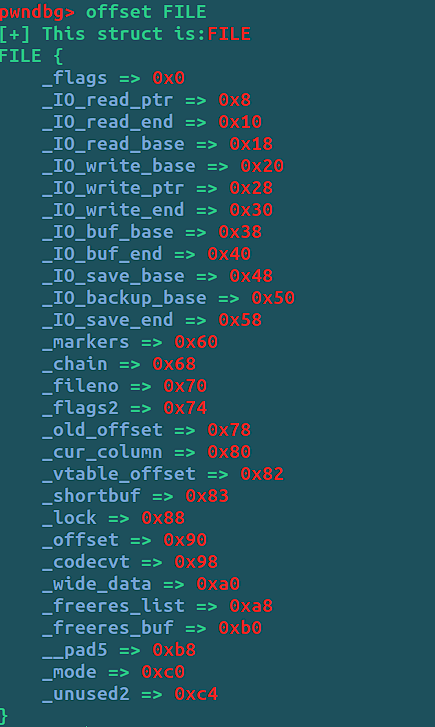 pwndbg> offset FILE
[+] This struct is:FILE
FILE {
_flags => 0x0
_IO_read_ptr => 0x8
_IO_read_end => 0x10
_IO_read_base => 0x18
_IO_write_base => 0x20
_IO_write_ptr => 0x28
_IO_write_end => 0x30
_IO_buf_base => 0x38
_IO_buf_end => 0x40
_IO_save_base => 0x48
_IO_backup_base => 0x50
_IO_save_end => 0x58
_markers => 0x60
_chain => 0x68
_fileno => 0x70
_flags2 => 0x74
_old_offset => 0x78
_cur_column => 0x80
_vtable_offset => 0x82
_shortbuf => 0x83
_lock => 0x88
_offset => 0x90
_codecvt => 0x98
_wide_data => 0xa0
_freeres_list => 0xa8
_freeres_buf => 0xb0
__pad5 => 0xb8
_mode => 0xc0
_unused2 => 0xc4
}